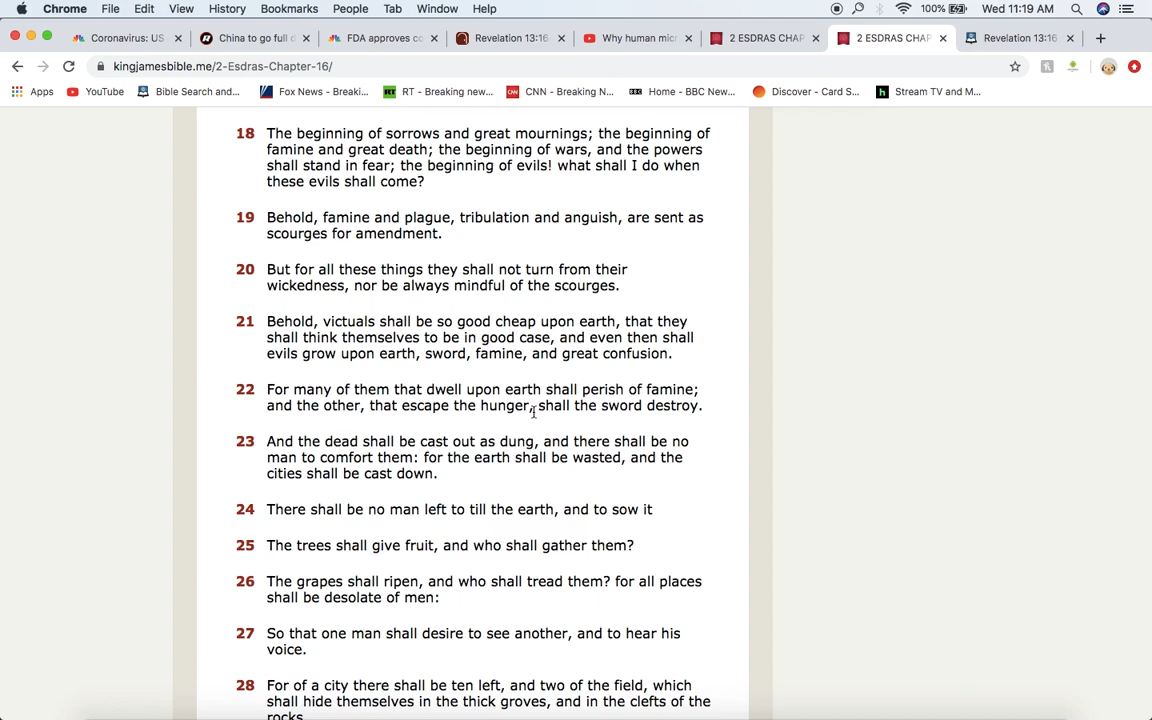 Chrome File Edit View History Bookmarks People Tab Window Help 100% Wed 11:19 AM
Coronavirus: US
China to go full d
FDA approves co
Revelation 13:16
Why human mic
2 ESDRAS CHAP
2 ESDRAS CHAP
Revelation 13:16
kingjamesbible.me/2-Esdras-Chapter-16/
Apps YouTube Bible Search and... Fox News - Breaki... RT - Breaking new... CNN - Breaking N... Home - BBC New... Discover - Card S... Stream TV and M...
18 The beginning of sorrows and great mournings; the beginning of
famine and great death; the beginning of wars, and the powers
shall stand in fear; the beginning of evils! what shall I do when
these evils shall come?
19 Behold, famine and plague, tribulation and anguish, are sent as
scourges for amendment.
20 But for all these things they shall not turn from their
wickedness, nor be always mindful of the scourges.
21 Behold, victuals shall be so good cheap upon earth, that they
shall think themselves to be in good case, and even then shall
evils grow upon earth, sword, famine, and great confusion.
22 For many of them that dwell upon earth shall perish of famine;
and the other, that escape the hunger, shall the sword destroy.
23 And the dead shall be cast out as dung, and there shall be no
man to comfort them: for the earth shall be wasted, and the
cities shall be cast down.
24 There shall be no man left to till the earth, and to sow it
25 The trees shall give fruit, and who shall gather them?
26 The grapes shall ripen, and who shall tread them? for all places
shall be desolate of men:
27 So that one man shall desire to see another, and to hear his
voice.
28 For of a city there shall be ten left, and two of the field, which
shall hide themselves in the thick groves, and in the clefts of the
rocks.